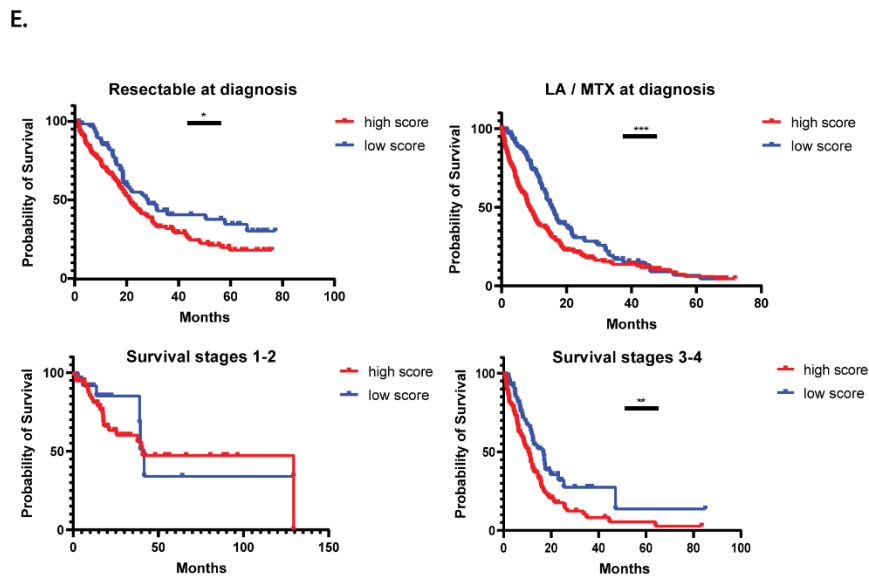 E.
Resectable at diagnosis
*
high score
low score
Probability of Survival
100
50
0
0 20 40 60 80 100
Months
LA / MTX at diagnosis
***
high score
low score
Probability of Survival
100
50
0
0 20 40 60 80
Months
Survival stages 1-2
high score
low score
Probability of Survival
100
50
0
0 50 100 150
Months
Survival stages 3-4
**
high score
low score
Probability of Survival
100
50
0
0 20 40 60 80 100
Months